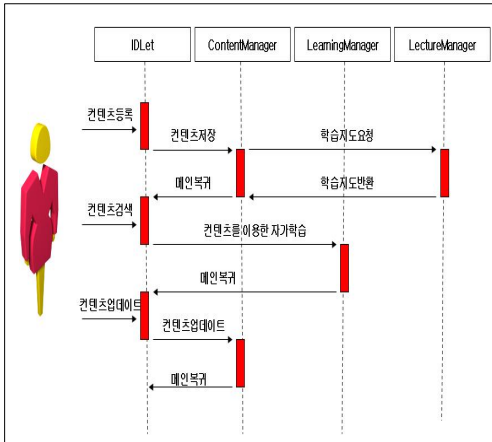 IDLet
ContentManager
LearningManager
LectureManager
컨텐츠등록
컨텐츠저장
학습지도요청
메인복귀
학습지도반환
컨텐츠검색
컨텐츠를 이용한 자가학습
메인복귀
컨텐츠업데이트
컨텐츠업데이트
메인복귀